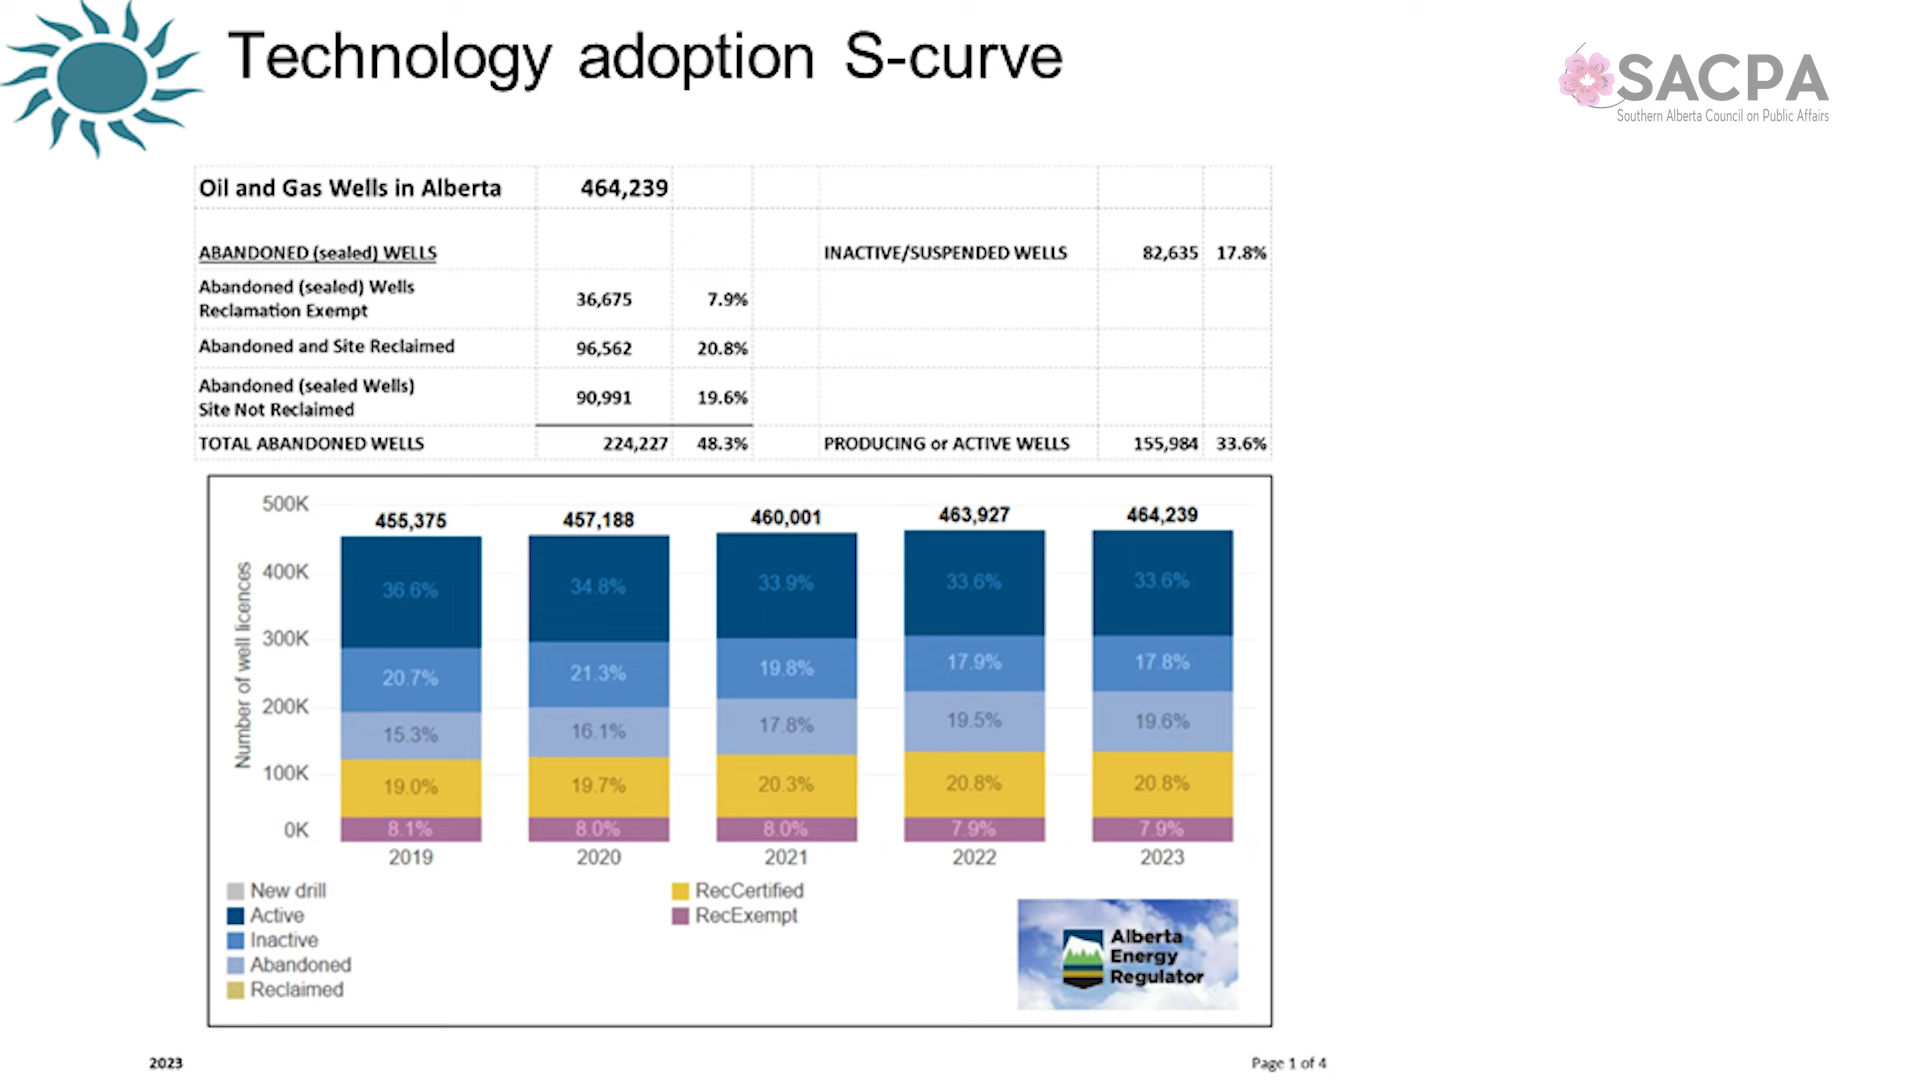 Technology adoption S-curve
SACPA
Southern Alberta Council on Public Affairs
Oil and Gas Wells in Alberta 464,239
ABANDONED (sealed) WELLS INACTIVE/SUSPENDED WELLS 82,635 17.8%
Abandoned (sealed) Wells
Reclamation Exempt 36,675 7.9%
Abandoned and Site Reclaimed 96,562 20.8%
Abandoned (sealed Wells)
Site Not Reclaimed 90,991 19.6%
TOTAL ABANDONED WELLS 224,227 48.3% PRODUCING or ACTIVE WELLS 155,984 33.6%
Number of well licences
500K
400K
300K
200K
100K
0K
455,375 457,188 460,001 463,927 464,239
36.6% 34.8% 33.9% 33.6% 33.6%
20.7% 21.3% 19.8% 17.9% 17.8%
15.3% 16.1% 17.8% 19.5% 19.6%
19.0% 19.7% 20.3% 20.8% 20.8%
8.1% 8.0% 8.0% 7.9% 7.9%
2019 2020 2021 2022 2023
New drill
Active
Inactive
Abandoned
Reclaimed
RecCertified
RecExempt
Alberta
Energy
Regulator
2023 Page 1 of 4